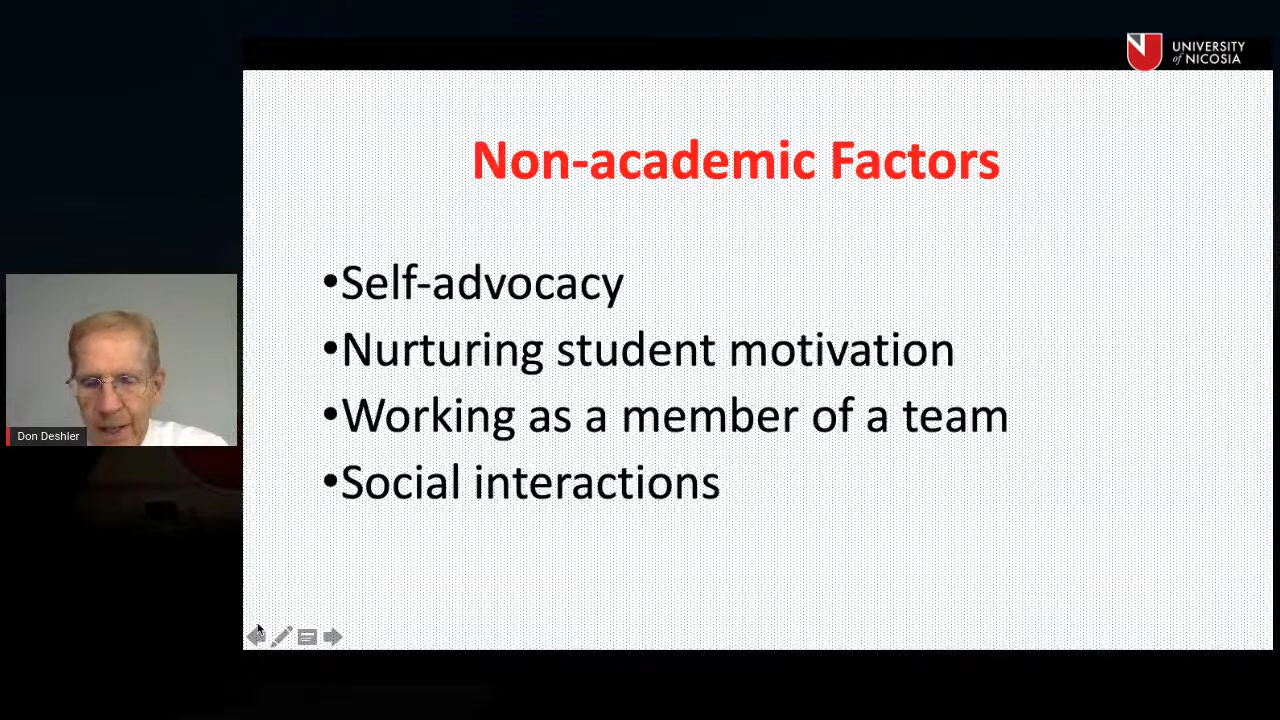 UNIVERSITY
of NICOSIA
Non-academic Factors
•Self-advocacy
•Nurturing student motivation
•Working as a member of a team
•Social interactions
Don Deshler